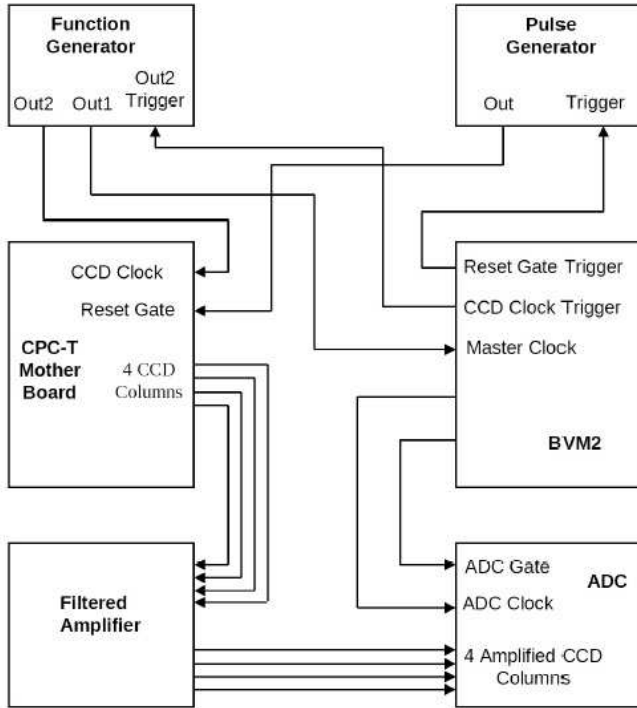 Function
Generator
Out2
Out1
Out2
Trigger
Pulse
Generator
Out
Trigger
CCD Clock
Reset Gate
CPC-T
Mother
Board
4 CCD
Columns
Reset Gate Trigger
CCD Clock Trigger
Master Clock
BVM2
Filtered
Amplifier
ADC Gate
ADC
ADC Clock
4 Amplified CCD
Columns